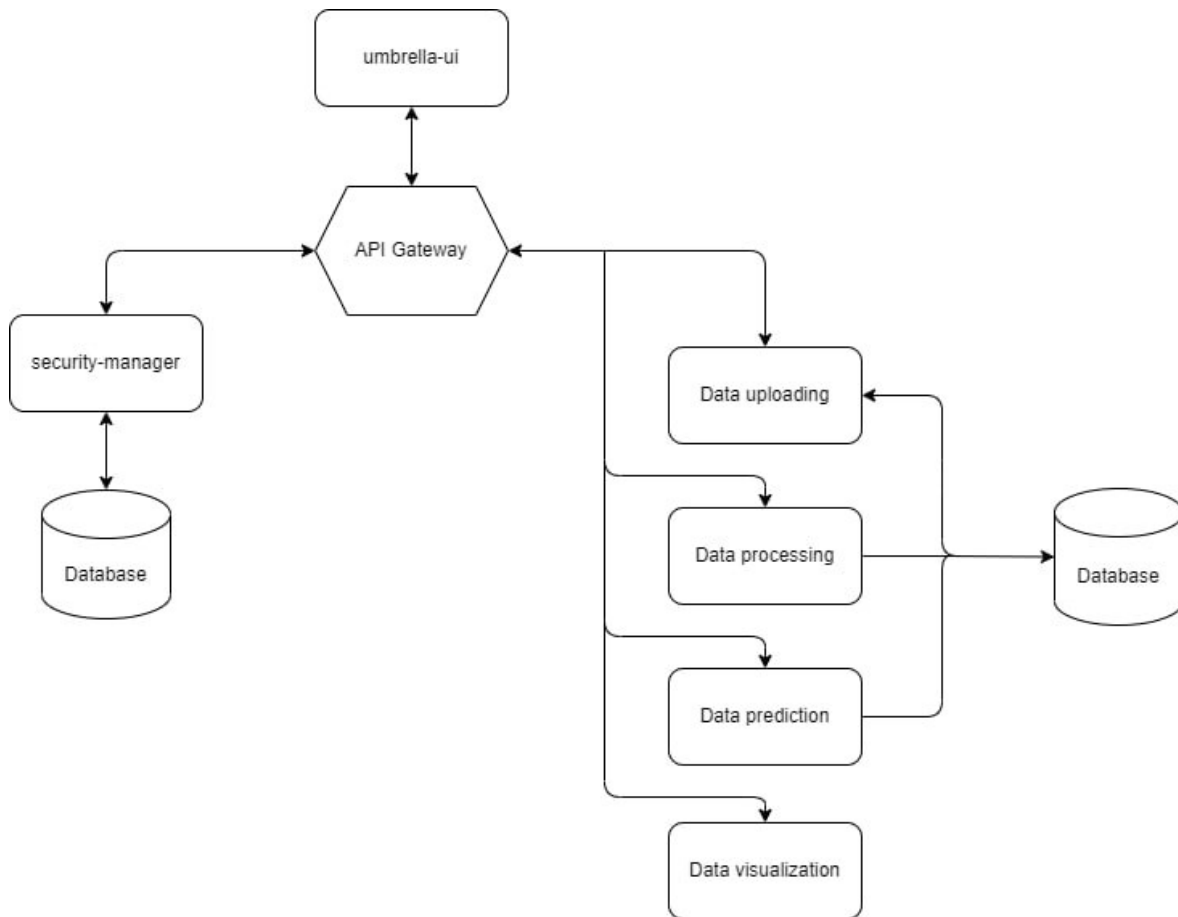 umbrella-ui
API Gateway
security-manager
Database
Data uploading
Data processing
Database
Data prediction
Data visualization